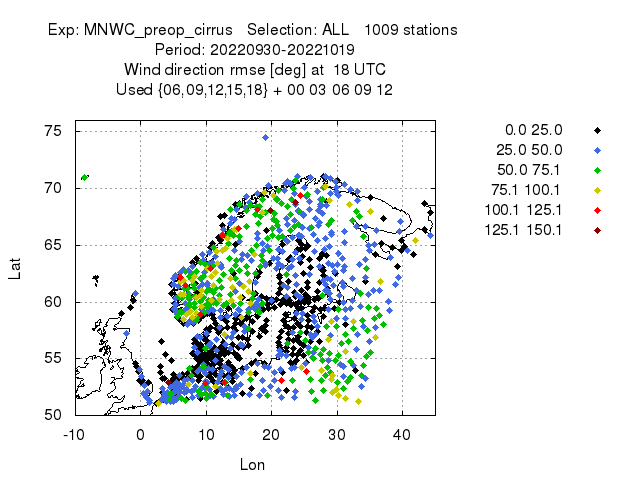 Exp: MNWC_preop_cirrus   Selection: ALL   1009 stations
Period: 20220930-20221019
Wind direction rmse [deg] at  18 UTC
Used {06,09,12,15,18} + 00 03 06 09 12
0.0 25.0
25.0 50.0
50.0 75.1
75.1 100.1
100.1 125.1
125.1 150.1
75
70
65
60
55
50
Lat
-10 0 10 20 30 40
Lon